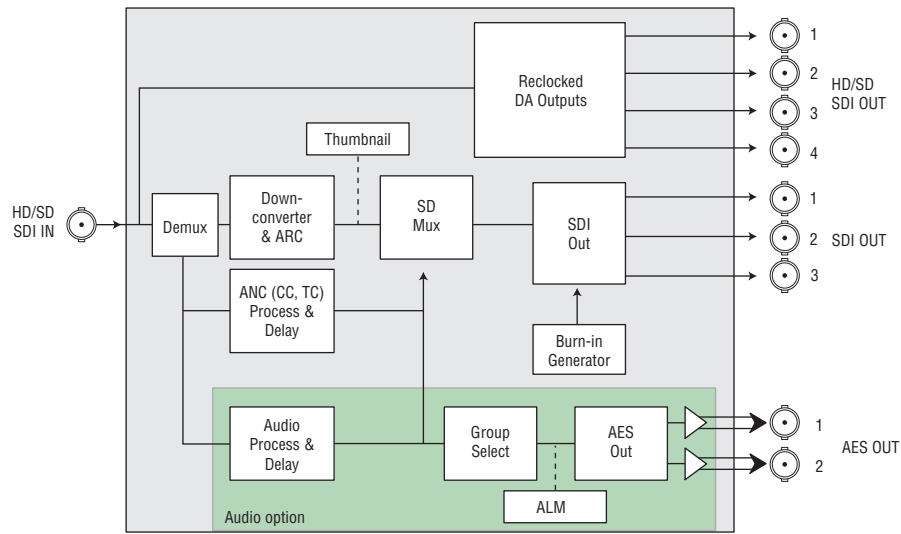 Reclocked
DA Outputs
1
2
3
4
HD/SD
SDI OUT
Thumbnail
HD/SD
SDI IN
Demux
Down-
converter
& ARC
SD
Mux
SDI
Out
1
2
3
SDI OUT
ANC (CC, TC)
Process &
Delay
Burn-in
Generator
Audio
Process &
Delay
Group
Select
AES
Out
1
2
AES OUT
ALM
Audio option